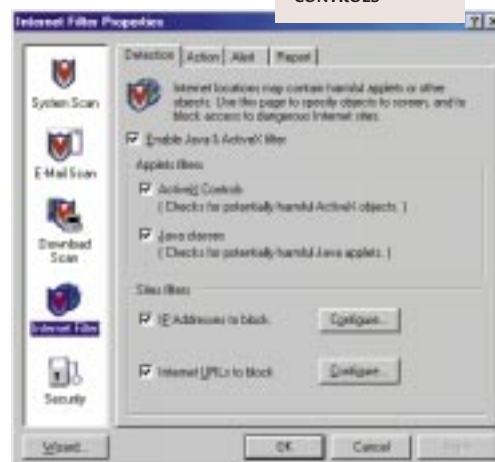 CONTROLS
Internet Filter Properties
Detection Action Alert Report
System Scan
E-Mail Scan
Download Scan
Internet Filter
Security
Internet locations may contain harmful applets or other
objects. Use this page to specify objects to screen, and to
block access to dangerous Internet sites.
Enable Java & ActiveX filter
Applets filters
ActiveX Controls
( Checks for potentially harmful ActiveX objects. )
Java classes
( Checks for potentially harmful Java applets. )
Sites filters
IP Addresses to block Configure...
Internet URLs to block Configure...
Wizard... OK Cancel